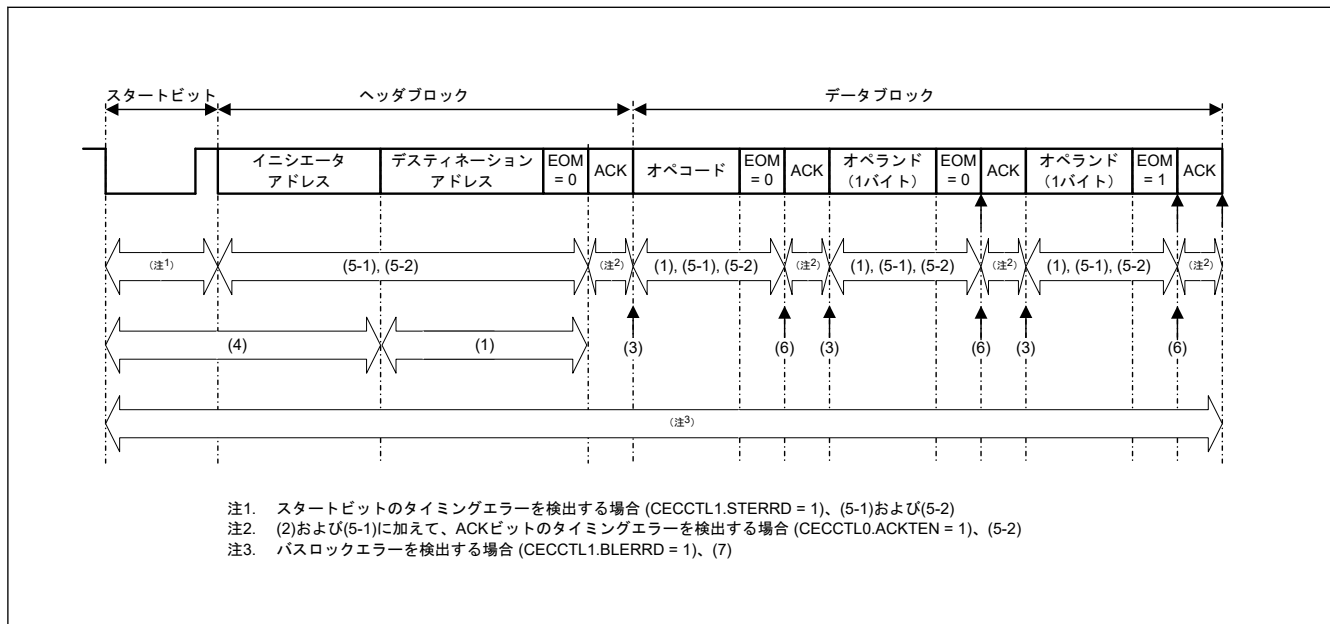 スタートビット ヘッダブロック データブロック
イニシエータ
アドレス
デスティネーション
アドレス
EOM
= 0
ACK
オペコード
EOM
= 0
ACK
オペランド
(1バイト)
EOM
= 0
ACK
オペランド
(1バイト)
EOM
= 1
ACK
(注1) (5-1), (5-2) (注2) (1), (5-1), (5-2) (注2) (1), (5-1), (5-2) (注2) (1), (5-1), (5-2) (注2)
(4) (1) (3) (6) (3) (6) (3) (6)
(注3)
注1. スタートビットのタイミングエラーを検出する場合 (CECCTL1.STERRD = 1)、(5-1)および(5-2)
注2. (2)および(5-1)に加えて、ACKビットのタイミングエラーを検出する場合 (CECCTL0.ACKTEN = 1)、(5-2)
注3. バスロックエラーを検出する場合 (CECCTL1.BLERRD = 1)、(7)